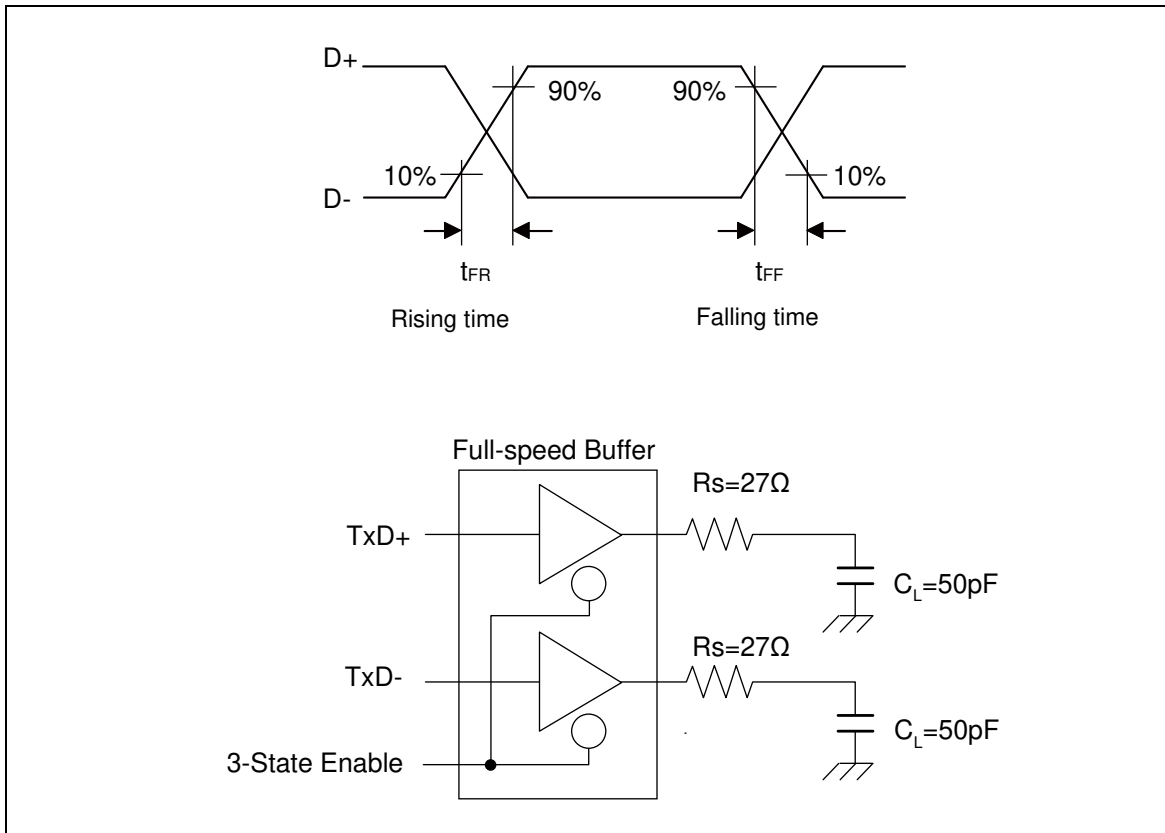 D+
90%
90%
10%
10%
D-
tFR
tFF
Rising time
Falling time
Full-speed Buffer
Rs=27Ω
TxD+
CL=50pF
Rs=27Ω
TxD-
CL=50pF
3-State Enable